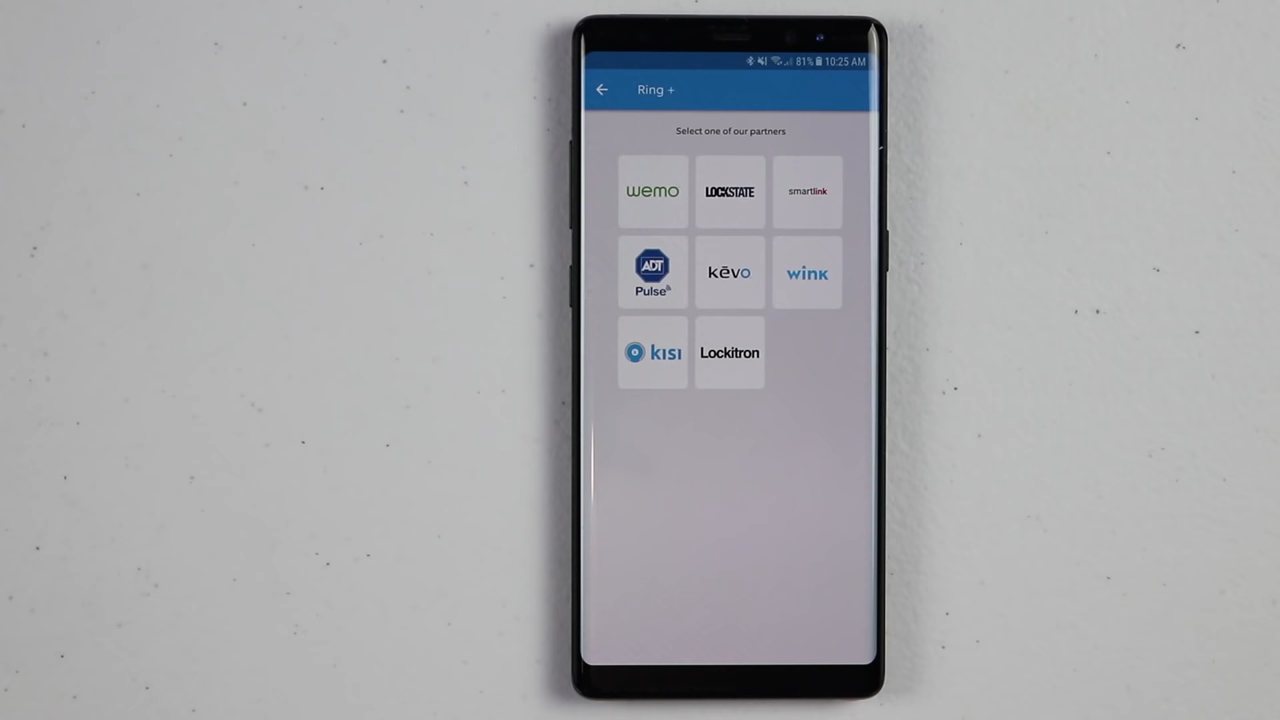 81% 10:25 AM
Ring +
Select one of our partners
wemo LOCKSTATE smartlink
ADT
Pulse
kēvo wink
kisi Lockitron